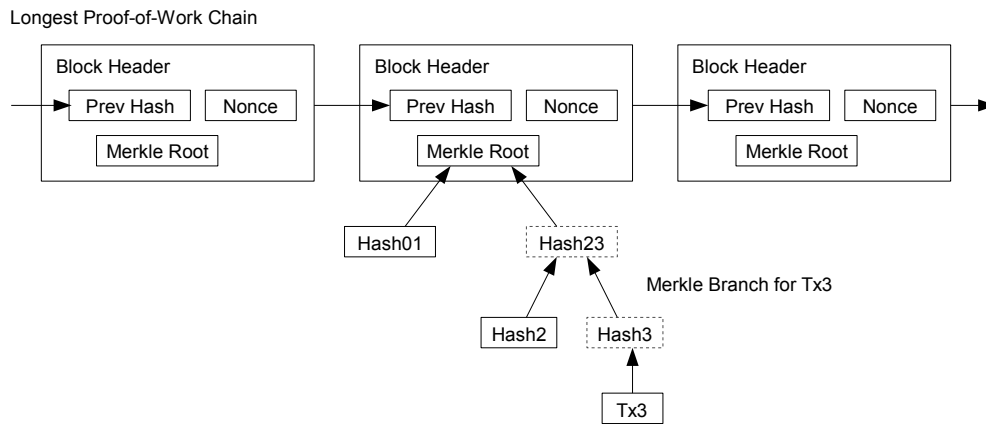 Longest Proof-of-Work Chain
Block Header
Prev Hash
Nonce
Merkle Root
Block Header
Prev Hash
Nonce
Merkle Root
Block Header
Prev Hash
Nonce
Merkle Root
Hash01
Hash23
Merkle Branch for Tx3
Hash2
Hash3
Tx3